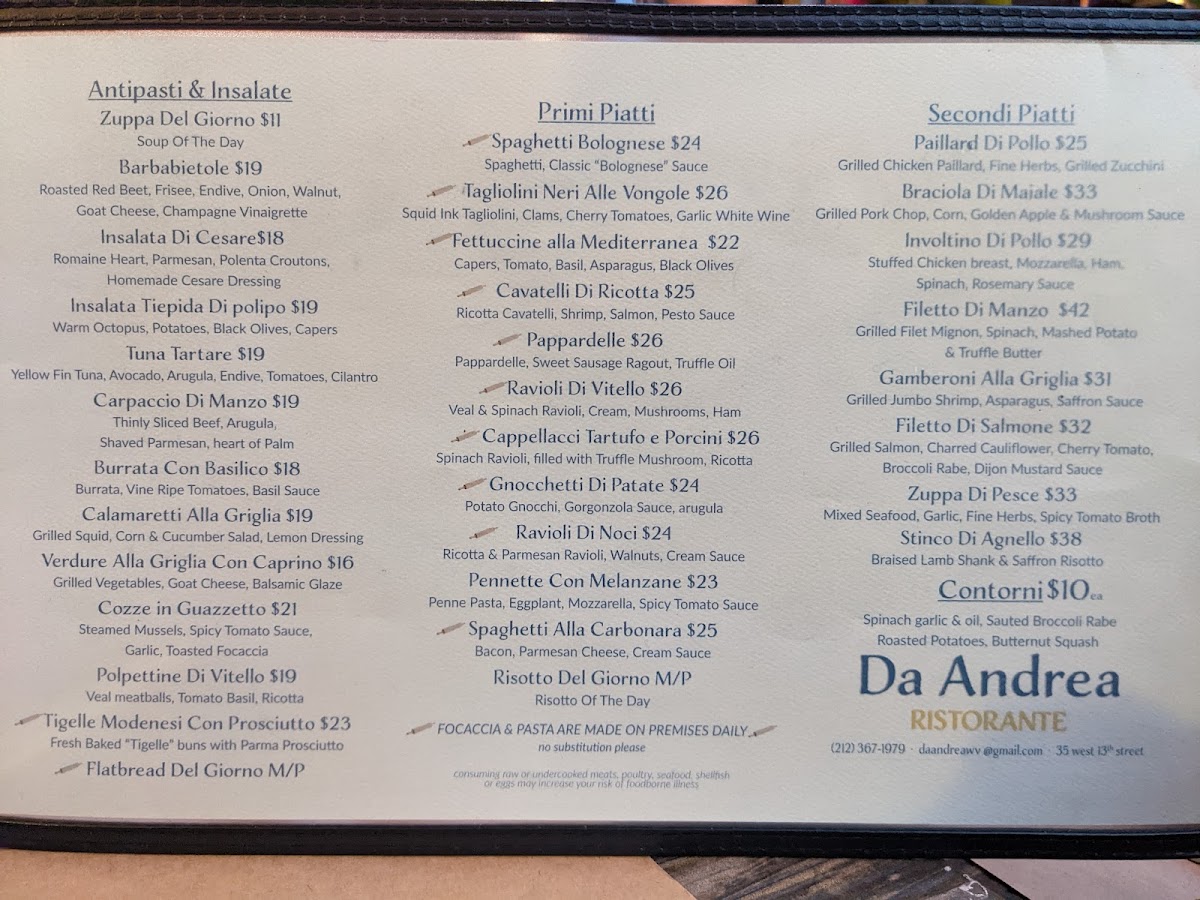 Antipasti & Insalate
Zuppa Del Giorno $11
Soup Of The Day
Barbabietole $19
Roasted Red Beet, Frisee, Endive, Onion, Walnut,
Goat Cheese, Champagne Vinaigrette
Insalata Di Cesare$18
Romaine Heart, Parmesan, Polenta Croutons,
Homemade Cesare Dressing
Insalata Tiepida Di polipo $19
Warm Octopus, Potatoes, Black Olives, Capers
Tuna Tartare $19
Yellow Fin Tuna, Avocado, Arugula, Endive, Tomatoes, Cilantro
Carpaccio Di Manzo $19
Thinly Sliced Beef, Arugula,
Shaved Parmesan, heart of Palm
Burrata Con Basilico $18
Burrata, Vine Ripe Tomatoes, Basil Sauce
Calamaretti Alla Griglia $19
Grilled Squid, Corn & Cucumber Salad, Lemon Dressing
Verdure Alla Griglia Con Caprino $16
Grilled Vegetables, Goat Cheese, Balsamic Glaze
Cozze in Guazzetto $21
Steamed Mussels, Spicy Tomato Sauce,
Garlic, Toasted Focaccia
Polpettine Di Vitello $19
Veal meatballs, Tomato Basil, Ricotta
Tigelle Modenesi Con Prosciutto $23
Fresh Baked "Tigelle" buns with Parma Prosciutto
Flatbread Del Giorno M/P
Primi Piatti
Spaghetti Bolognese $24
Spaghetti, Classic "Bolognese" Sauce
Tagliolini Neri Alle Vongole $26
Squid Ink Tagliolini, Clams, Cherry Tomatoes, Garlic White Wine
Fettuccine alla Mediterranea $22
Capers, Tomato, Basil, Asparagus, Black Olives
Cavatelli Di Ricotta $25
Ricotta Cavatelli, Shrimp, Salmon, Pesto Sauce
Pappardelle $26
Pappardelle, Sweet Sausage Ragout, Truffle Oil
Ravioli Di Vitello $26
Veal & Spinach Ravioli, Cream, Mushrooms, Ham
Cappellacci Tartufo e Porcini $26
Spinach Ravioli, filled with Truffle Mushroom, Ricotta
Gnocchetti Di Patate $24
Potato Gnocchi, Gorgonzola Sauce, arugula
Ravioli Di Noci $24
Ricotta & Parmesan Ravioli, Walnuts, Cream Sauce
Pennette Con Melanzane $23
Penne Pasta, Eggplant, Mozzarella, Spicy Tomato Sauce
Spaghetti Alla Carbonara $25
Bacon, Parmesan Cheese, Cream Sauce
Risotto Del Giorno M/P
Risotto Of The Day
FOCACCIA & PASTA ARE MADE ON PREMISES DAILY
no substitution please
consuming raw or undercooked meats, poultry, seafood, shellfish
or eggs may increase your risk of foodborne illness
Secondi Piatti
Paillard Di Pollo $25
Grilled Chicken Paillard, Fine Herbs, Grilled Zucchini
Braciola Di Maiale $33
Grilled Pork Chop, Corn, Golden Apple & Mushroom Sauce
Involtino Di Pollo $29
Stuffed Chicken breast, Mozzarella, Ham,
Spinach, Rosemary Sauce
Filetto Di Manzo $42
Grilled Filet Mignon, Spinach, Mashed Potato
& Truffle Butter
Gamberoni Alla Griglia $31
Grilled Jumbo Shrimp, Asparagus, Saffron Sauce
Filetto Di Salmone $32
Grilled Salmon, Charred Cauliflower, Cherry Tomato,
Broccoli Rabe, Dijon Mustard Sauce
Zuppa Di Pesce $33
Mixed Seafood, Garlic, Fine Herbs, Spicy Tomato Broth
Stinco Di Agnello $38
Braised Lamb Shank & Saffron Risotto
Contorni $10 ea
Spinach garlic & oil, Sauted Broccoli Rabe
Roasted Potatoes, Butternut Squash
Da Andrea
RISTORANTE
(212) 367-1979 · daandreawv@gmail.com · 35 west 13th street